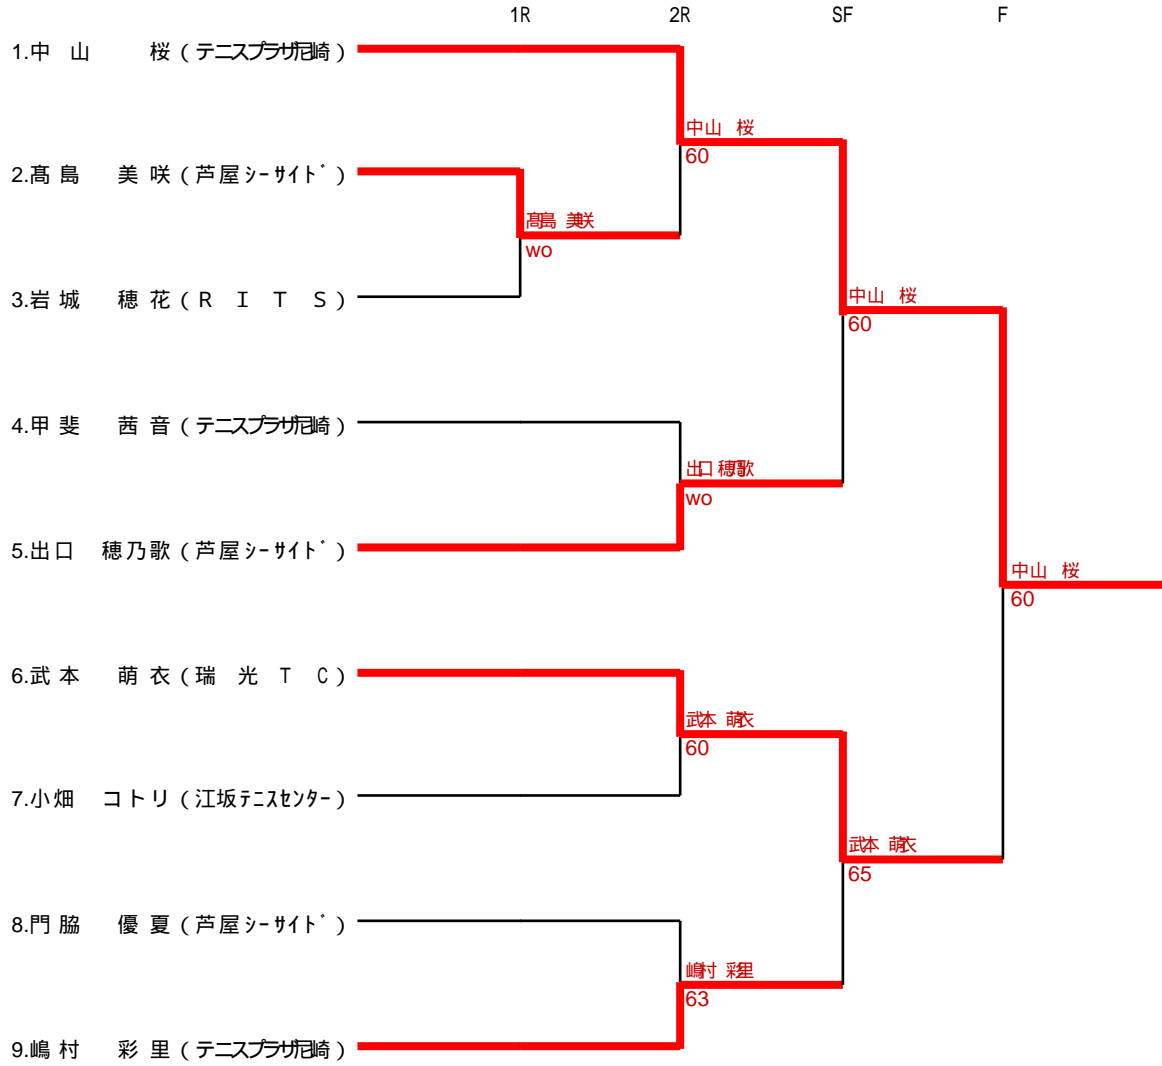 1R 2R SF F
1.中 山 桜 ( テニスプラザ尼崎 )
中山 桜
60
2.髙 島 美 咲 ( 芦屋 ｼｰｻｲﾄﾞ )
髙島 美咲
wo
3.岩 城 穂 花 ( R I T S )
中山 桜
60
4.甲 斐 茜 音 ( テニスプラザ尼崎 )
出口 穂乃歌
wo
5.出 口 穂乃歌 ( 芦屋 ｼｰｻｲﾄﾞ )
中山 桜
60
6.武 本 萌 衣 ( 瑞 光 T C )
武本 萌衣
60
7.小 畑 コトリ ( 江坂ﾃﾆｽｾﾝﾀｰ )
武本 萌衣
65
8.門 脇 優 夏 ( 芦屋 ｼｰｻｲﾄﾞ )
嶋村 彩里
63
9.嶋 村 彩 里 ( テニスプラザ尼崎 )